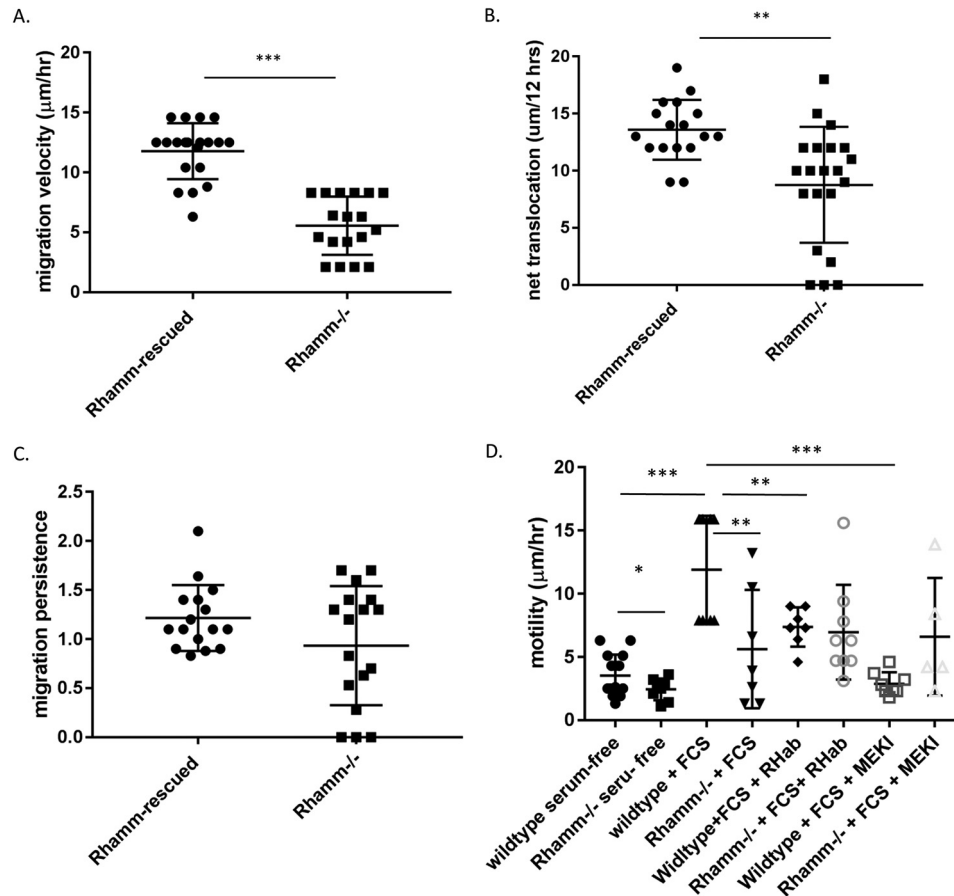 A.
migration velocity (μm/hr)
20
15
10
5
0
***
Rhamm-rescued
Rhamm-/-
B.
net translocation (um/12 hrs)
20
15
10
5
0
**
Rhamm-rescued
Rhamm-/-
C.
migration persistence
2.5
2.0
1.5
1.0
0.5
0.0
Rhamm-rescued
Rhamm-/-
D.
motility (μm/hr)
20
15
10
5
0
***
***
**
**
*
wildtype serum-free
Rhamm-/- seru- free
wildtype + FCS
Rhamm-/- + FCS
Widltype+FCS + RHab
Rhamm-/- + FCS+ RHab
Wildtype + FCS + MEKI
Rhamm-/- + FCS + MEKI